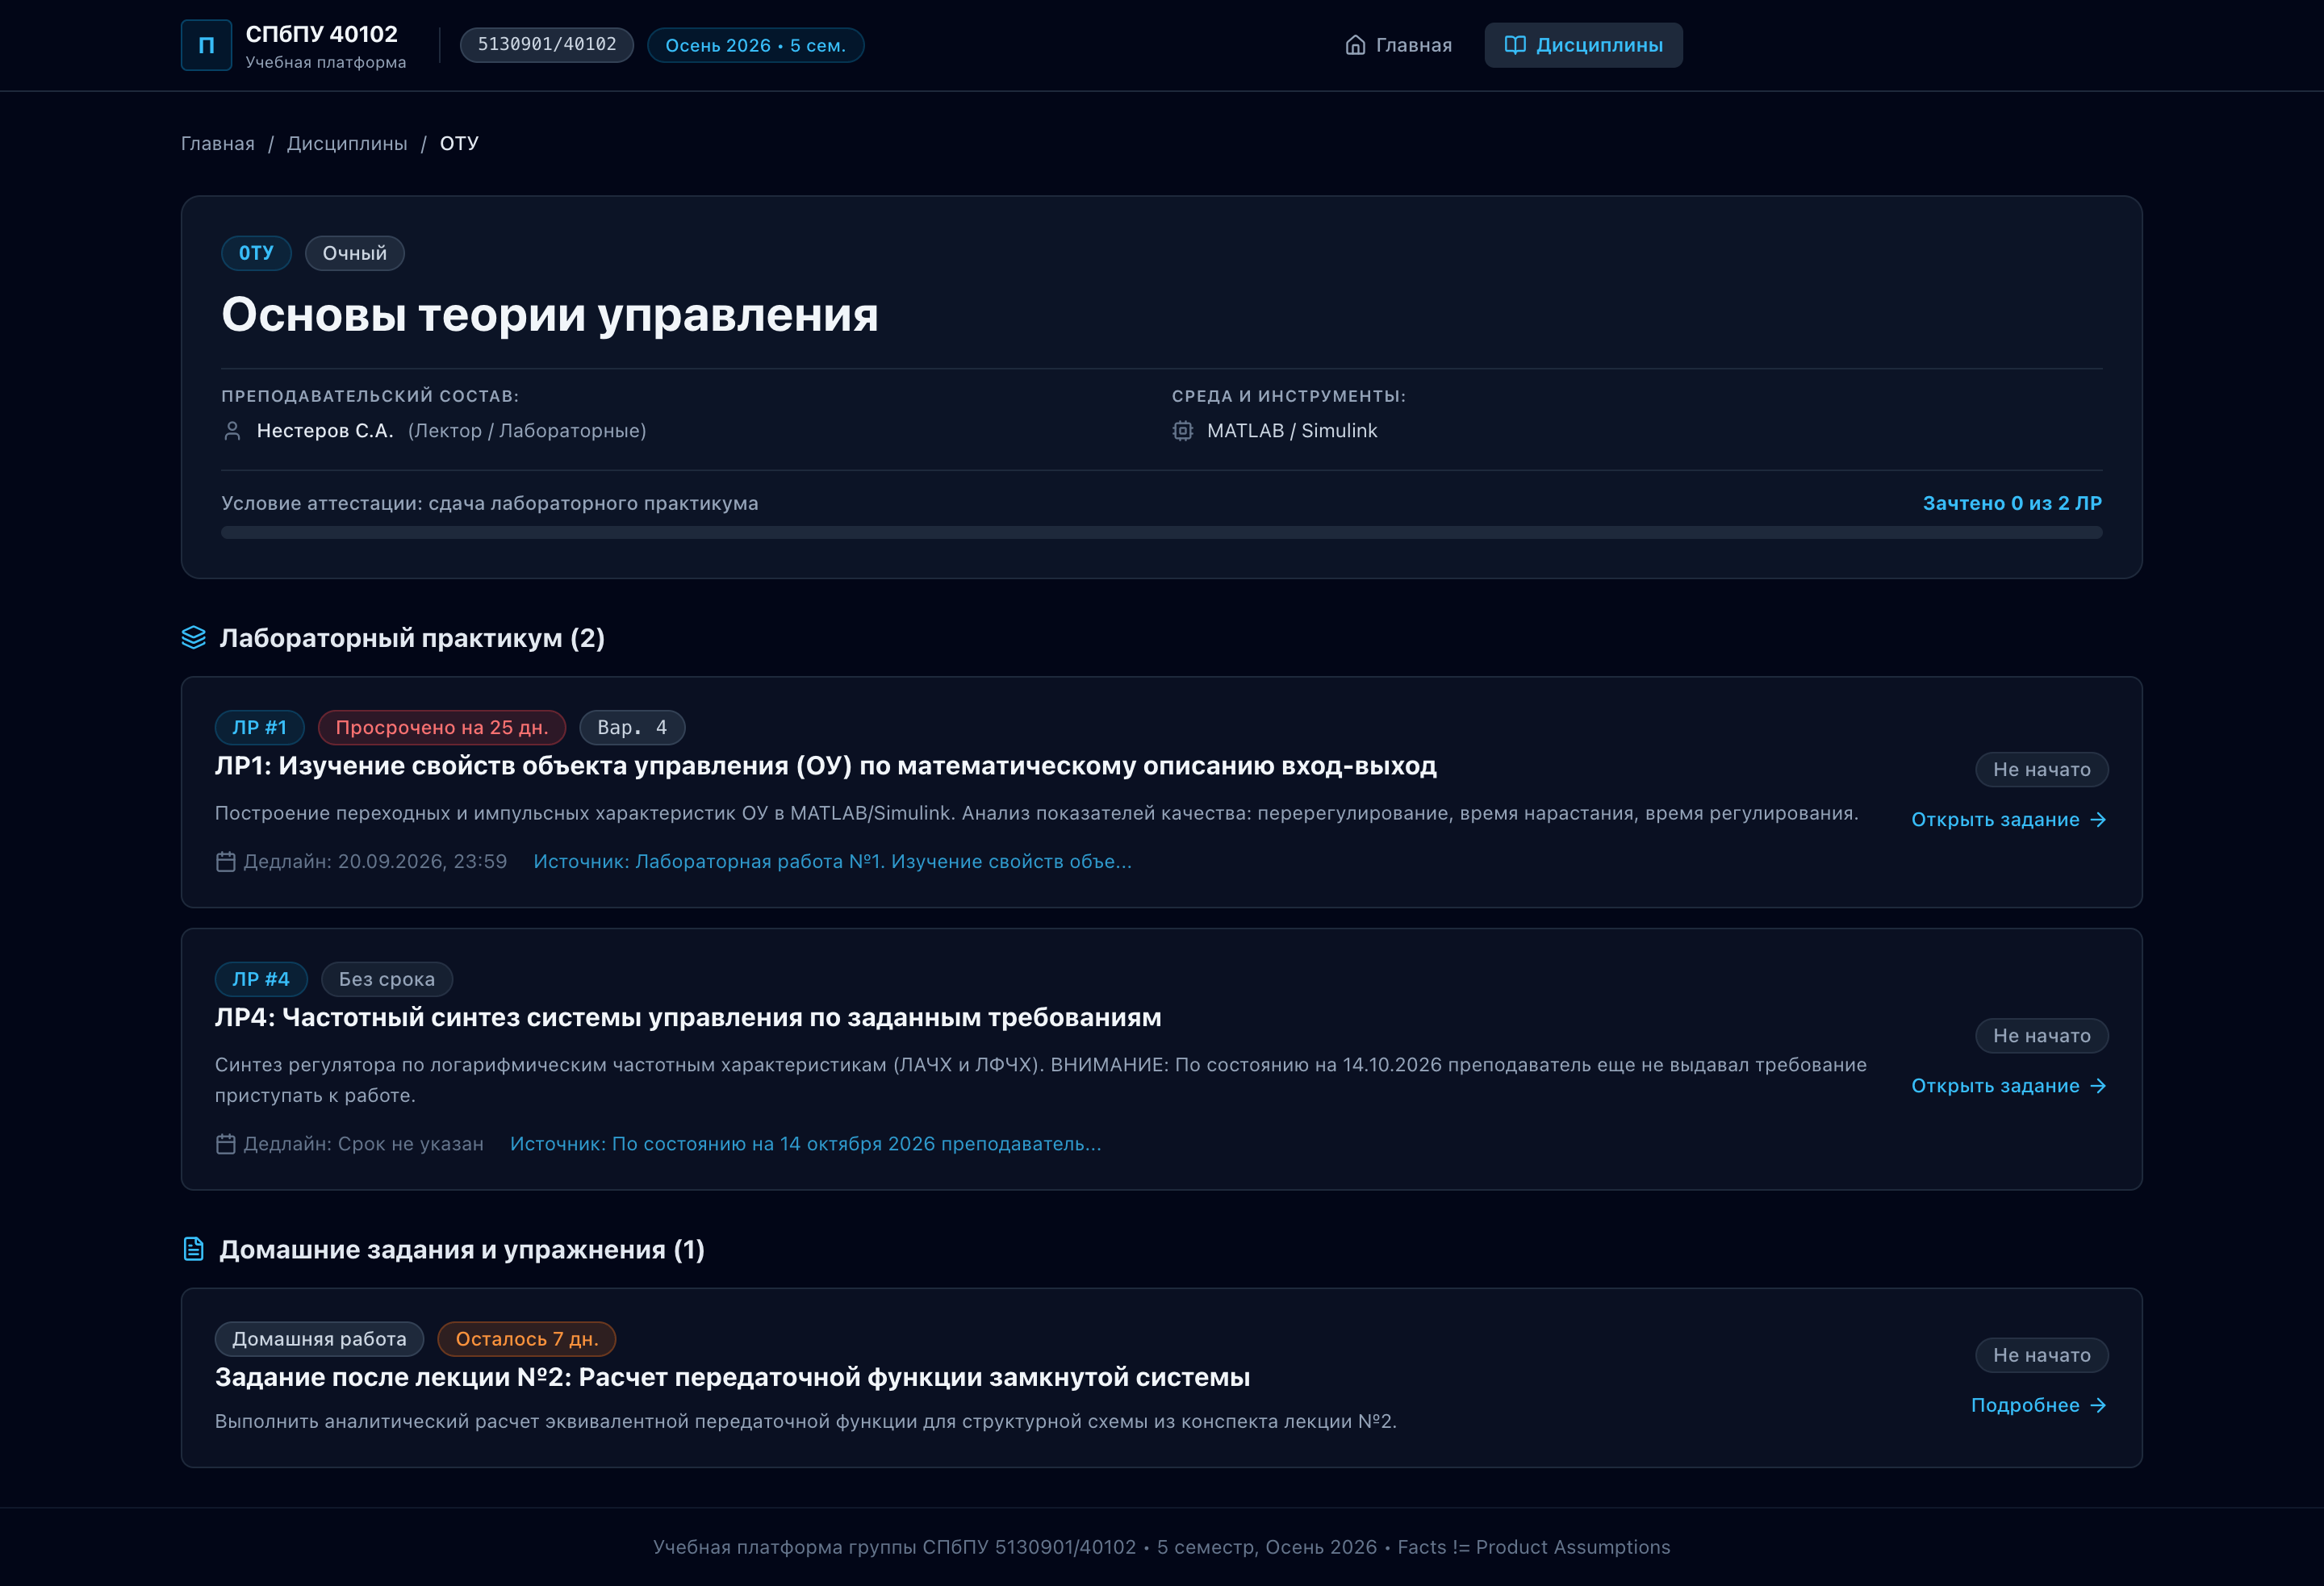 П
СПбПУ 40102
Учебная платформа
5130901/40102
Осень 2026 • 5 сем.
Главная
Дисциплины
Главная / Дисциплины / ОТУ
ОТУ
Очный
Основы теории управления
ПРЕПОДАВАТЕЛЬСКИЙ СОСТАВ:
Нестеров С.А. (Лектор / Лабораторные)
СРЕДА И ИНСТРУМЕНТЫ:
MATLAB / Simulink
Условие аттестации: сдача лабораторного практикума
Зачтено 0 из 2 ЛР
Лабораторный практикум (2)
ЛР #1
Просрочено на 25 дн.
Вар. 4
ЛР1: Изучение свойств объекта управления (ОУ) по математическому описанию вход-выход
Построение переходных и импульсных характеристик ОУ в MATLAB/Simulink. Анализ показателей качества: перерегулирование, время нарастания, время регулирования.
Дедлайн: 20.09.2026, 23:59
Источник: Лабораторная работа №1. Изучение свойств объе...
Не начато
Открыть задание →
ЛР #4
Без срока
ЛР4: Частотный синтез системы управления по заданным требованиям
Синтез регулятора по логарифмическим частотным характеристикам (ЛАЧХ и ЛФЧХ). ВНИМАНИЕ: По состоянию на 14.10.2026 преподаватель еще не выдавал требование
приступать к работе.
Дедлайн: Срок не указан
Источник: По состоянию на 14 октября 2026 преподаватель...
Не начато
Открыть задание →
Домашние задания и упражнения (1)
Домашняя работа
Осталось 7 дн.
Задание после лекции №2: Расчет передаточной функции замкнутой системы
Выполнить аналитический расчет эквивалентной передаточной функции для структурной схемы из конспекта лекции №2.
Не начато
Подробнее →
Учебная платформа группы СПбПУ 5130901/40102 • 5 семестр, Осень 2026 • Facts != Product Assumptions